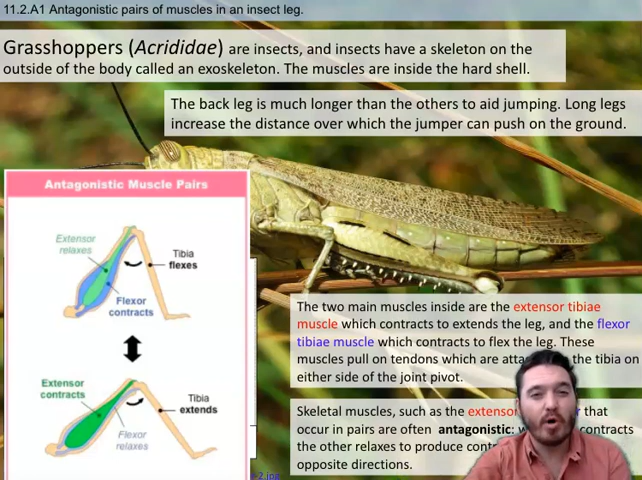 11.2.A1 Antagonistic pairs of muscles in an insect leg.
Grasshoppers (Acrididae) are insects, and insects have a skeleton on the
outside of the body called an exoskeleton. The muscles are inside the hard shell.
The back leg is much longer than the others to aid jumping. Long legs
increase the distance over which the jumper can push on the ground.
Antagonistic Muscle Pairs
Extensor
relaxes
Tibia
flexes
Flexor
contracts
Extensor
contracts
Tibia
extends
Flexor
relaxes
The two main muscles inside are the extensor tibiae
muscle which contracts to extends the leg, and the flexor
tibiae muscle which contracts to flex the leg. These
muscles pull on tendons which are the tibia on
either side of the joint pivot.
Skeletal muscles, such as the that
occur in pairs are often antagonistic: contracts
the other relaxes to produce
opposite directions.
-2.jpg